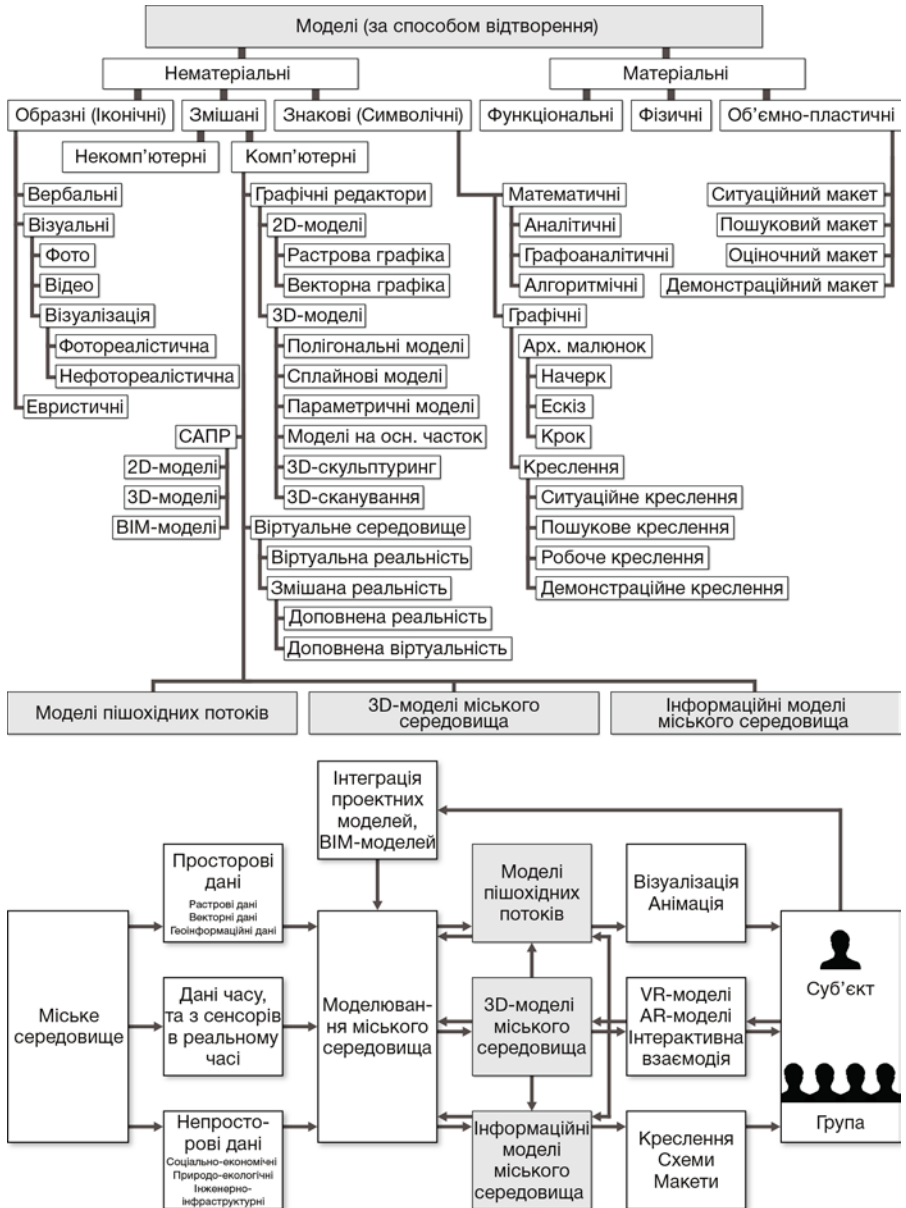 Моделі (за способом відтворення)
Нематеріальні
Матеріальні
Образні (Іконічні)
Змішані
Знакові (Символічні)
Функціональні
Фізичні
Об’ємно-пластичні
Некомп’ютерні
Комп’ютерні
Вербальні
Візуальні
Фото
Відео
Візуалізація
Фотореалістична
Нефотореалістична
Евристичні
САПР
2D-моделі
3D-моделі
BIM-моделі
Графічні редактори
2D-моделі
Растрова графіка
Векторна графіка
3D-моделі
Полігональні моделі
Сплайнові моделі
Параметричні моделі
Моделі на осн. часток
3D-скульптуринг
3D-сканування
Віртуальне середовище
Віртуальна реальність
Змішана реальність
Доповнена реальність
Доповнена віртуальність
Математичні
Аналітичні
Графоаналітичні
Алгоритмічні
Графічні
Арх. малюнок
Начерк
Ескіз
Крок
Креслення
Ситуаційне креслення
Пошукове креслення
Робоче креслення
Демонстраційне креслення
Ситуаційний макет
Пошуковий макет
Оціночний макет
Демонстраційний макет
Моделі пішохідних потоків
3D-моделі міського
середовища
Інформаційні моделі
міського середовища
Інтеграція
проектних
моделей,
BIM-моделей
Міське
середовище
Просторові
дані
Растрові дані
Векторні дані
Геоінформаційні дані
Дані часу,
та з сенсорів
в реальному
часі
Непросто-
рові дані
Соціально-економічні
Природо-екологічні
Інженерно-
інфраструктурні
Моделюван-
ня міського
середовища
Моделі
пішохідних
потоків
3D-моделі
міського
середовища
Інформаційні
моделі
міського
середовища
Візуалізація
Анімація
VR-моделі
AR-моделі
Інтерактивна
взаємодія
Креслення
Схеми
Макети
Суб’єкт
Група